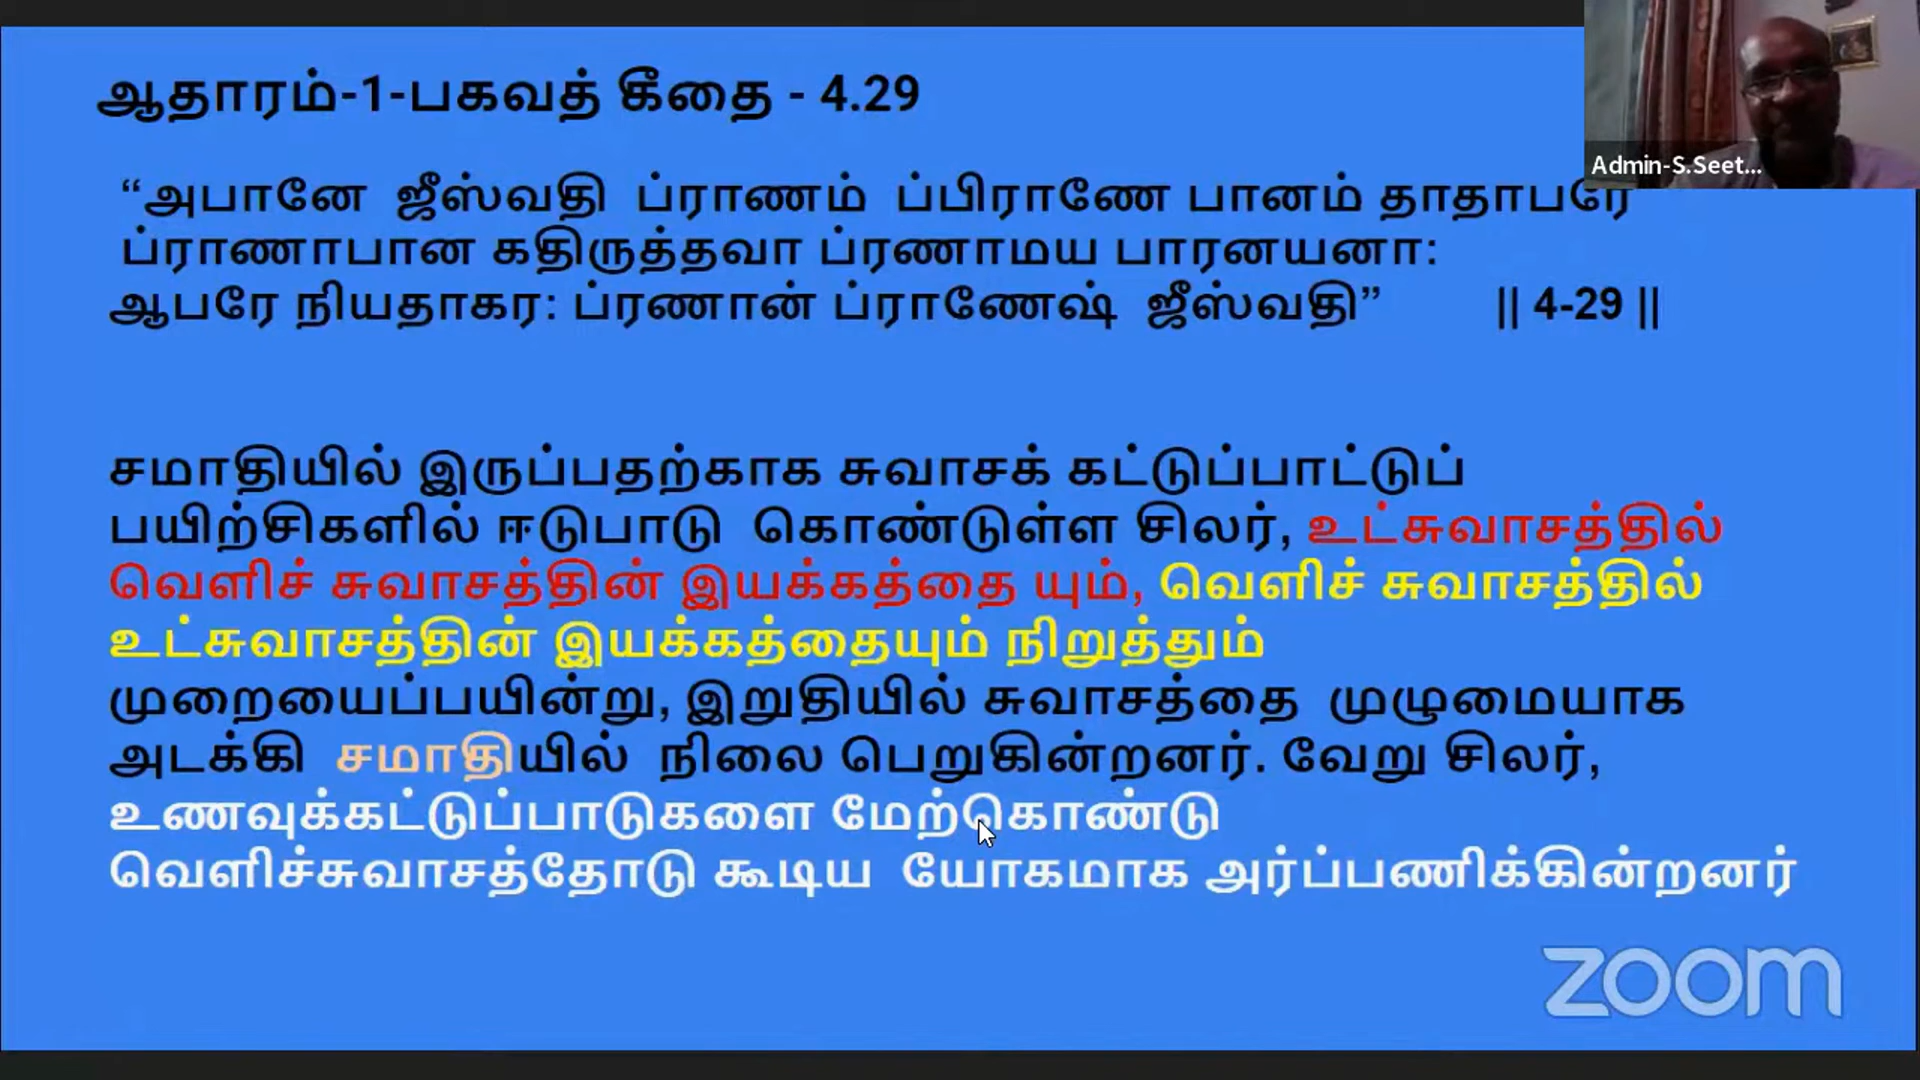 ஆதாரம்-1-பகவத் கீதை - 4.29
Admin-S.Seet...
“அபானே ஜீஸ்வதி ப்ராணம் ப்பிராணே பானம் தாதாபரே
ப்ராணாபான கதிருத்தவா ப்ரணாமய பாரனயனா:
ஆபரே நியதாகர: ப்ரணான் ப்ராணேஷ் ஜீஸ்வதி” || 4-29 ||
சமாதியில் இருப்பதற்காக சுவாசக் கட்டுப்பாட்டுப்
பயிற்சிகளில் ஈடுபாடு கொண்டுள்ள சிலர், உட்சுவாசத்தில்
வெளிச் சுவாசத்தின் இயக்கத்தை யும், வெளிச் சுவாசத்தில்
உட்சுவாசத்தின் இயக்கத்தையும் நிறுத்தும்
முறையைப்பயின்று, இறுதியில் சுவாசத்தை முழுமையாக
அடக்கி சமாதியில் நிலை பெறுகின்றனர். வேறு சிலர்,
உணவுக்கட்டுப்பாடுகளை மேற்கொண்டு
வெளிச்சுவாசத்தோடு கூடிய யோகமாக அர்ப்பணிக்கின்றனர்
zoom